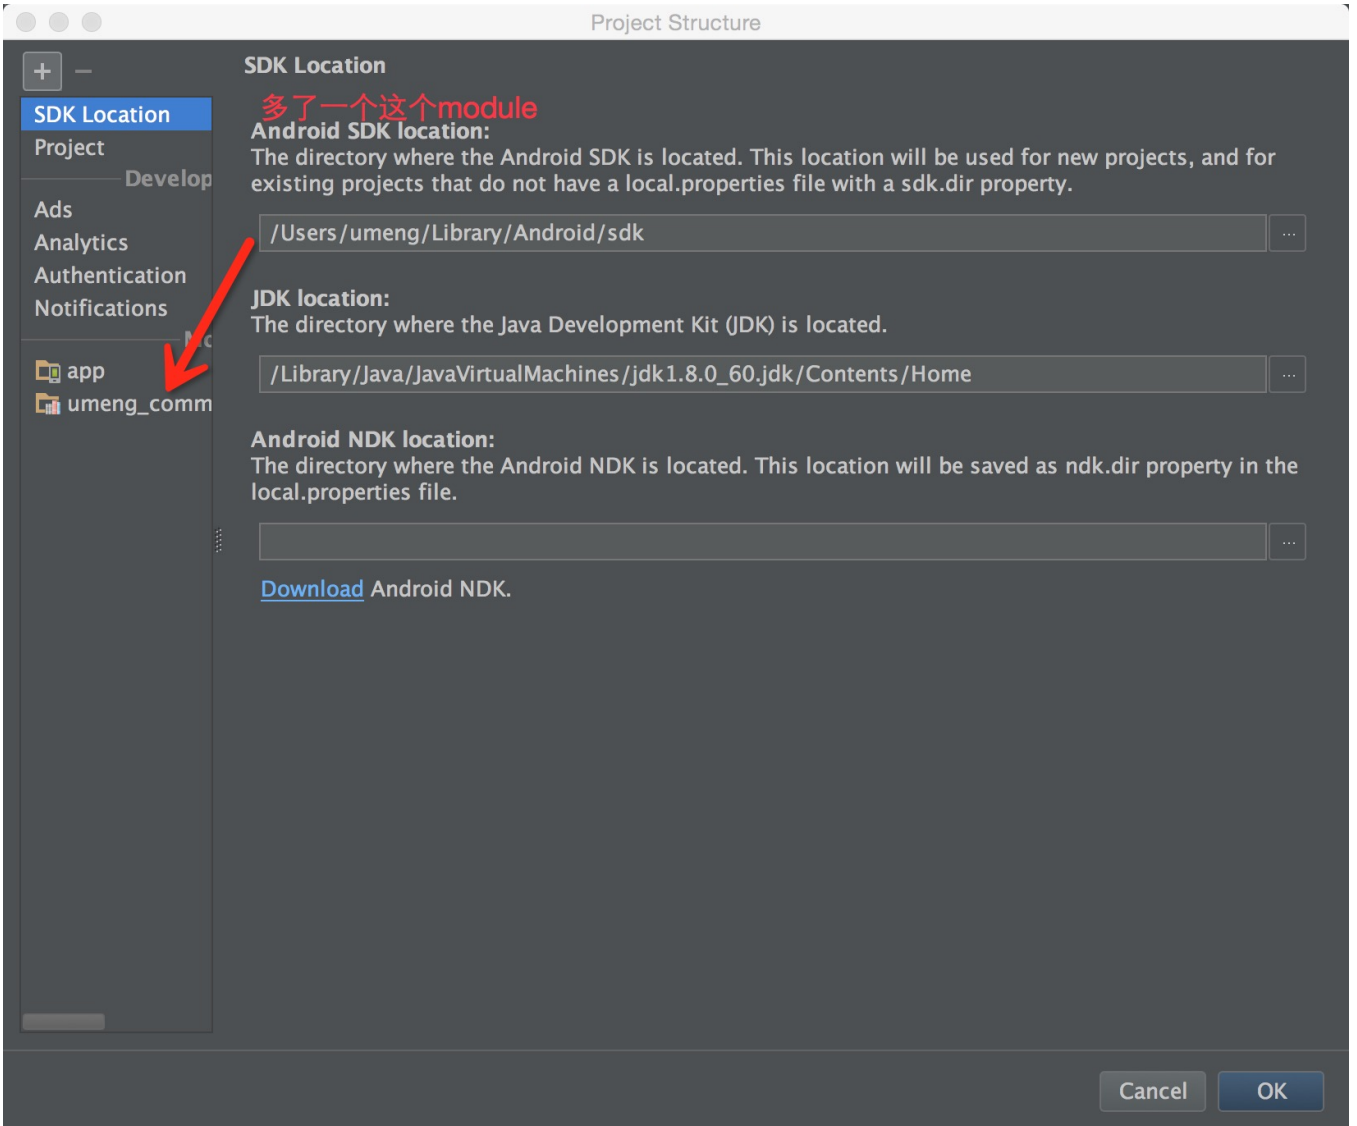 Project Structure
+ −
SDK Location
Project
Develop
Ads
Analytics
Authentication
Notifications
app
umeng_comm
SDK Location
多了一个这个module
Android SDK location:
The directory where the Android SDK is located. This location will be used for new projects, and for
existing projects that do not have a local.properties file with a sdk.dir property.
/Users/umeng/Library/Android/sdk
...
JDK location:
The directory where the Java Development Kit (JDK) is located.
/Library/Java/JavaVirtualMachines/jdk1.8.0_60.jdk/Contents/Home
...
Android NDK location:
The directory where the Android NDK is located. This location will be saved as ndk.dir property in the
local.properties file.
...
Download Android NDK.
Cancel
OK